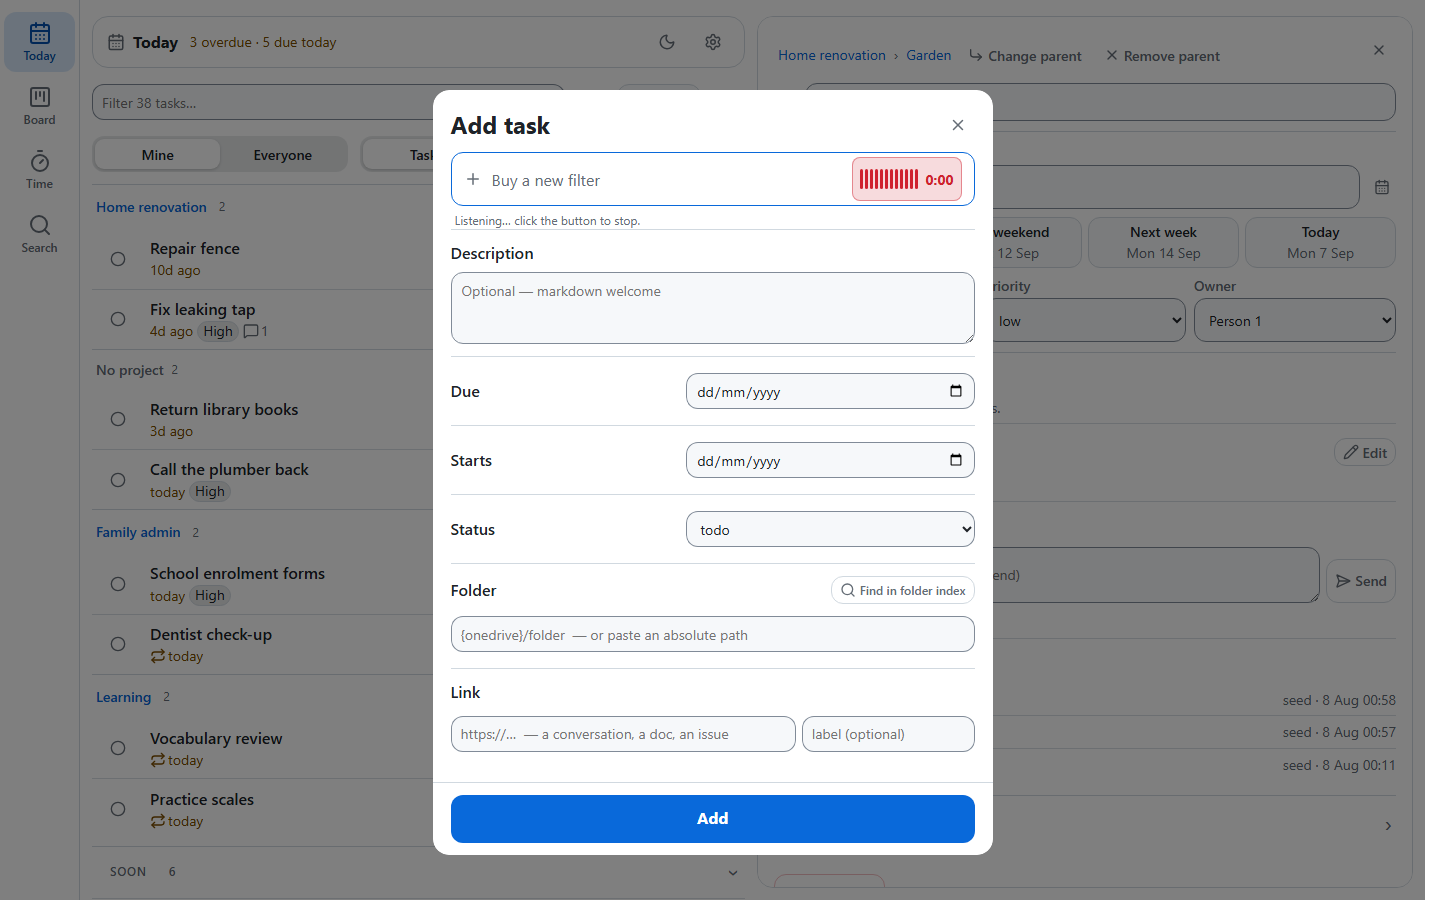 Today
Board
Time
Search
Today 3 overdue · 5 due today
Filter 38 tasks...
Mine
Everyone
Home renovation 2
Repair fence
10d ago
Fix leaking tap
4d ago High 1
No project 2
Return library books
3d ago
Call the plumber back
today High
Family admin 2
School enrolment forms
today High
Dentist check-up
today
Learning 2
Vocabulary review
today
Practice scales
today
SOON 6
Add task
Buy a new filter
0:00
Listening... click the button to stop.
Description
Optional — markdown welcome
Due
dd/mm/yyyy
Starts
dd/mm/yyyy
Status
todo
Folder
Find in folder index
{onedrive}/folder — or paste an absolute path
Link
https://... — a conversation, a doc, an issue
label (optional)
Add
Home renovation › Garden
Change parent
Remove parent
weekend
12 Sep
Next week
Mon 14 Sep
Today
Mon 7 Sep
Owner
low
Person 1
Edit
Send
seed · 8 Aug 00:58
seed · 8 Aug 00:57
seed · 8 Aug 00:11